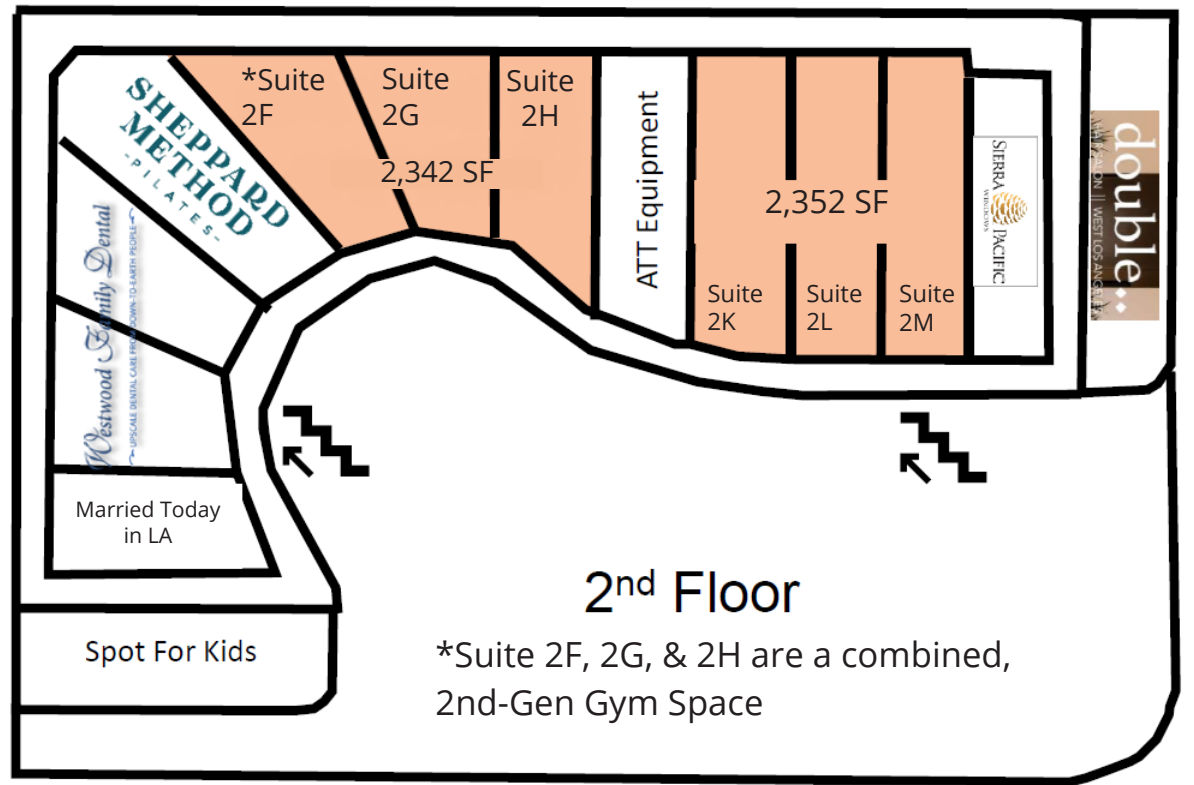 *Suite
2F
Suite
2G
Suite
2H
2,342 SF
SHEPPARD
METHOD
-PILATES-
ATT Equipment
2,352 SF
Suite
2K
Suite
2L
Suite
2M
SIERRA PACIFIC
WINDOWS
double
HAIR SALON || WEST LOS ANGELES
Westwood Family Dental
UPSCALE DENTAL CARE FROM DOWN-TO-EARTH PEOPLE
Married Today
in LA
Spot For Kids
2nd Floor
*Suite 2F, 2G, & 2H are a combined,
2nd-Gen Gym Space